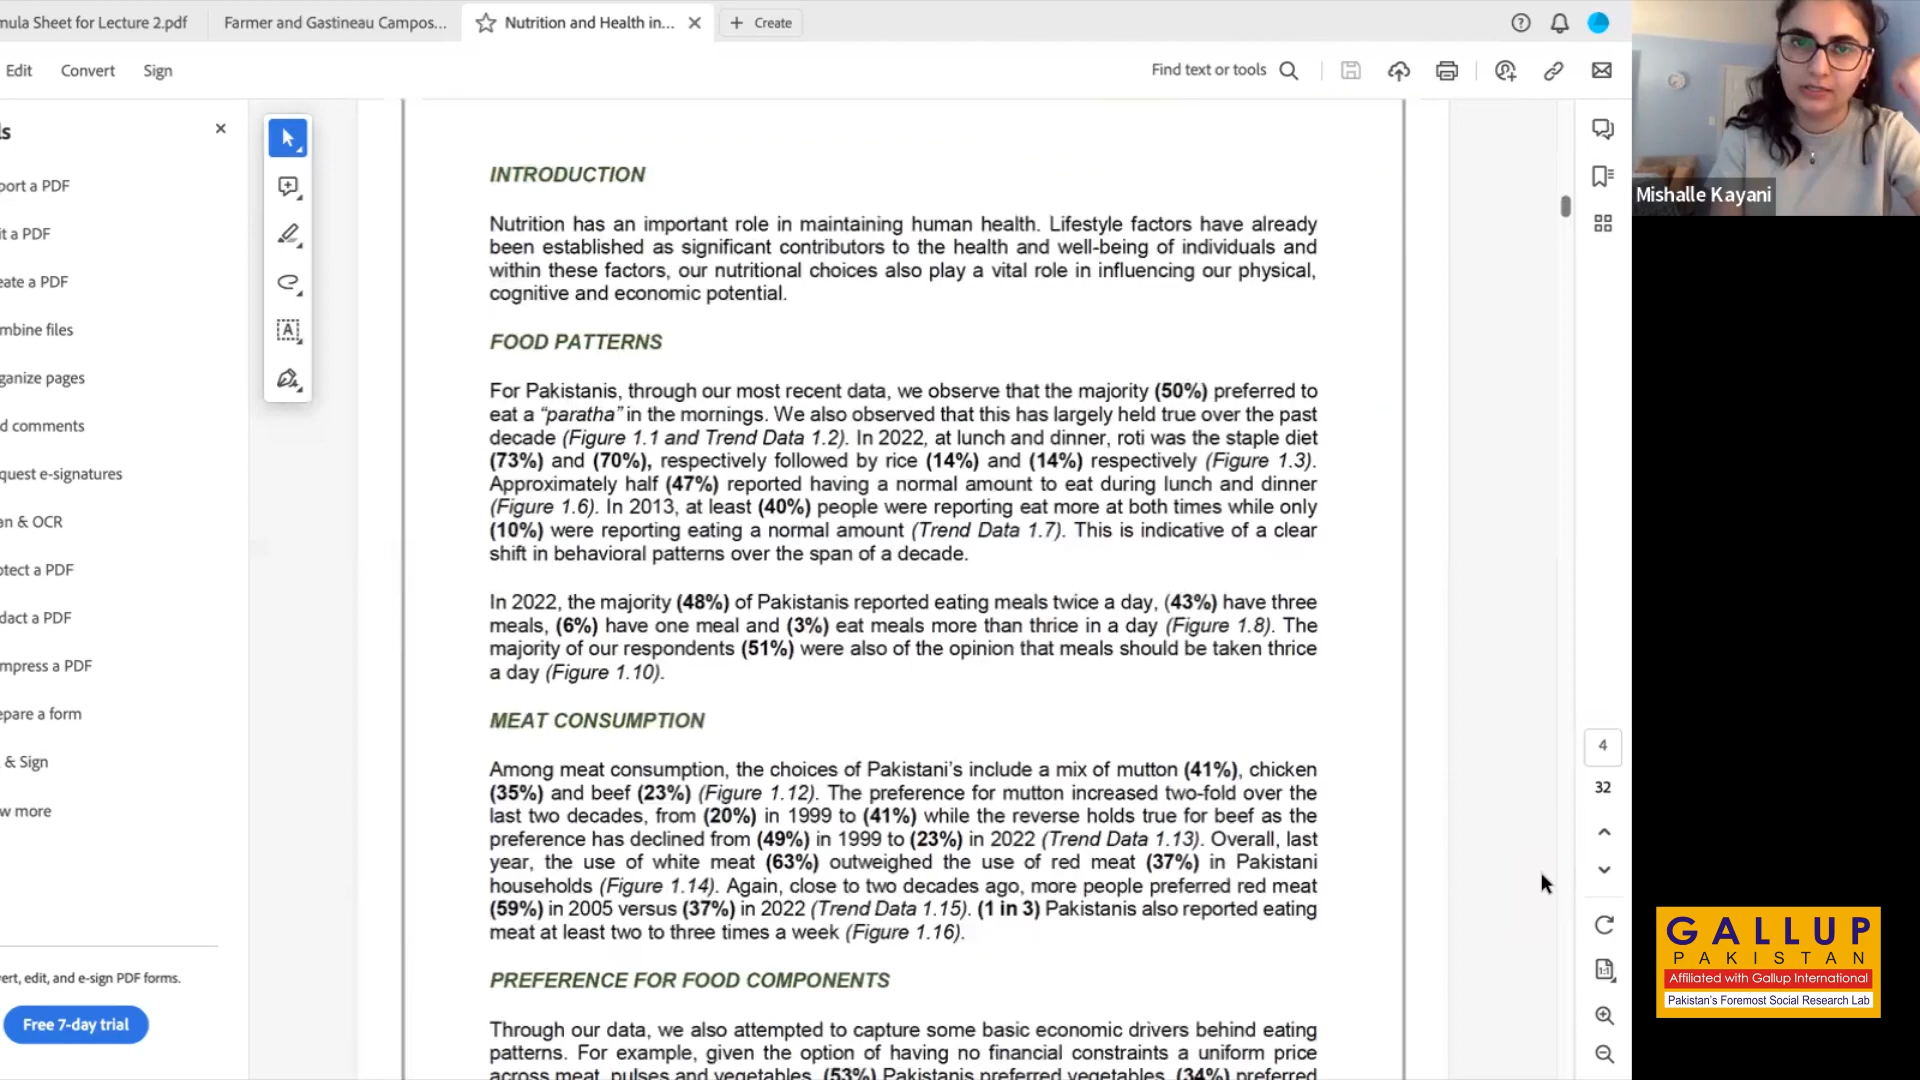 mula Sheet for Lecture 2.pdf
Farmer and Gastineau Campos...
Nutrition and Health in...
Create
Edit
Convert
Sign
Find text or tools
Mishalle Kayani
ls
port a PDF
it a PDF
eate a PDF
mbine files
ganize pages
d comments
quest e-signatures
an & OCR
otect a PDF
dact a PDF
mpress a PDF
epare a form
& Sign
w more
vert, edit, and e-sign PDF forms.
Free 7-day trial
INTRODUCTION
Nutrition has an important role in maintaining human health. Lifestyle factors have already
been established as significant contributors to the health and well-being of individuals and
within these factors, our nutritional choices also play a vital role in influencing our physical,
cognitive and economic potential.
FOOD PATTERNS
For Pakistanis, through our most recent data, we observe that the majority (50%) preferred to
eat a “paratha” in the mornings. We also observed that this has largely held true over the past
decade (Figure 1.1 and Trend Data 1.2). In 2022, at lunch and dinner, roti was the staple diet
(73%) and (70%), respectively followed by rice (14%) and (14%) respectively (Figure 1.3).
Approximately half (47%) reported having a normal amount to eat during lunch and dinner
(Figure 1.6). In 2013, at least (40%) people were reporting eat more at both times while only
(10%) were reporting eating a normal amount (Trend Data 1.7). This is indicative of a clear
shift in behavioral patterns over the span of a decade.
In 2022, the majority (48%) of Pakistanis reported eating meals twice a day, (43%) have three
meals, (6%) have one meal and (3%) eat meals more than thrice in a day (Figure 1.8). The
majority of our respondents (51%) were also of the opinion that meals should be taken thrice
a day (Figure 1.10).
MEAT CONSUMPTION
Among meat consumption, the choices of Pakistani’s include a mix of mutton (41%), chicken
(35%) and beef (23%) (Figure 1.12). The preference for mutton increased two-fold over the
last two decades, from (20%) in 1999 to (41%) while the reverse holds true for beef as the
preference has declined from (49%) in 1999 to (23%) in 2022 (Trend Data 1.13). Overall, last
year, the use of white meat (63%) outweighed the use of red meat (37%) in Pakistani
households (Figure 1.14). Again, close to two decades ago, more people preferred red meat
(59%) in 2005 versus (37%) in 2022 (Trend Data 1.15). (1 in 3) Pakistanis also reported eating
meat at least two to three times a week (Figure 1.16).
PREFERENCE FOR FOOD COMPONENTS
Through our data, we also attempted to capture some basic economic drivers behind eating
patterns. For example, given the option of having no financial constraints a uniform price
across meat, pulses and vegetables, (53%) Pakistanis preferred vegetables, (34%) preferred
4
32
GALLUP
PAKISTAN
Affiliated with Gallup International
Pakistan's Foremost Social Research Lab